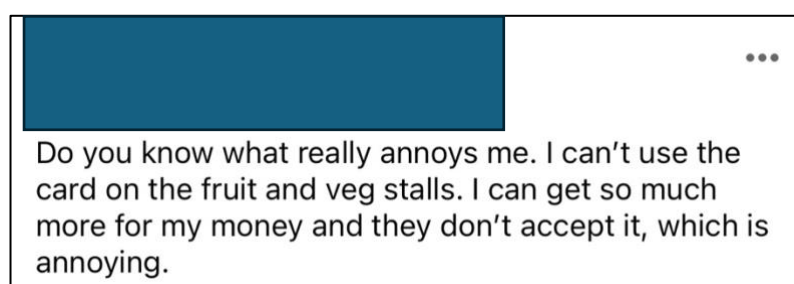 Do you know what really annoys me. I can’t use the
card on the fruit and veg stalls. I can get so much
more for my money and they don’t accept it, which is
annoying.